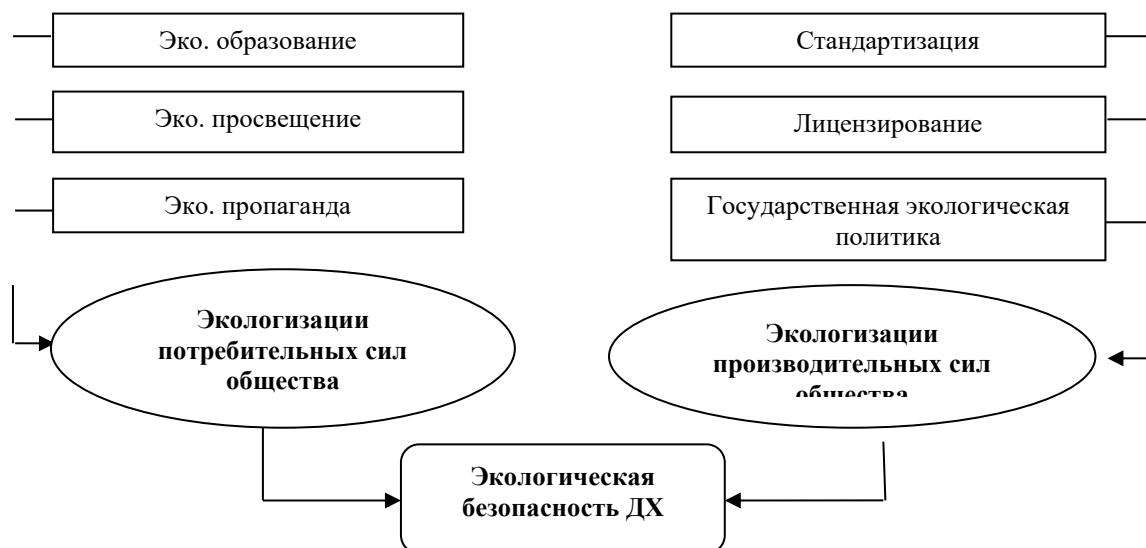 Эко. образование
Стандартизация
Эко. просвещение
Лицензирование
Эко. пропаганда
Государственная экологическая
политика
Экологизации
потребительных сил
общества
Экологизации
производительных сил
общества
Экологическая
безопасность ДХ